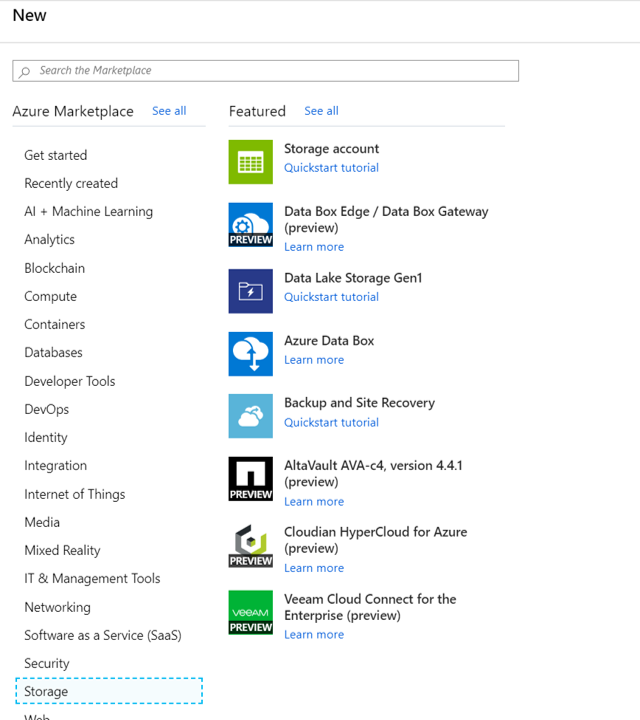 New
Search the Marketplace
Azure Marketplace See all
Get started
Recently created
AI + Machine Learning
Analytics
Blockchain
Compute
Containers
Databases
Developer Tools
DevOps
Identity
Integration
Internet of Things
Media
Mixed Reality
IT & Management Tools
Networking
Software as a Service (SaaS)
Security
Storage
Web
Featured See all
Storage account
Quickstart tutorial
PREVIEW
Data Box Edge / Data Box Gateway
(preview)
Learn more
Data Lake Storage Gen1
Quickstart tutorial
Azure Data Box
Learn more
Backup and Site Recovery
Quickstart tutorial
PREVIEW
AltaVault AVA-c4, version 4.4.1
(preview)
Learn more
PREVIEW
Cloudian HyperCloud for Azure
(preview)
Learn more
veeAM
PREVIEW
Veeam Cloud Connect for the
Enterprise (preview)
Learn more